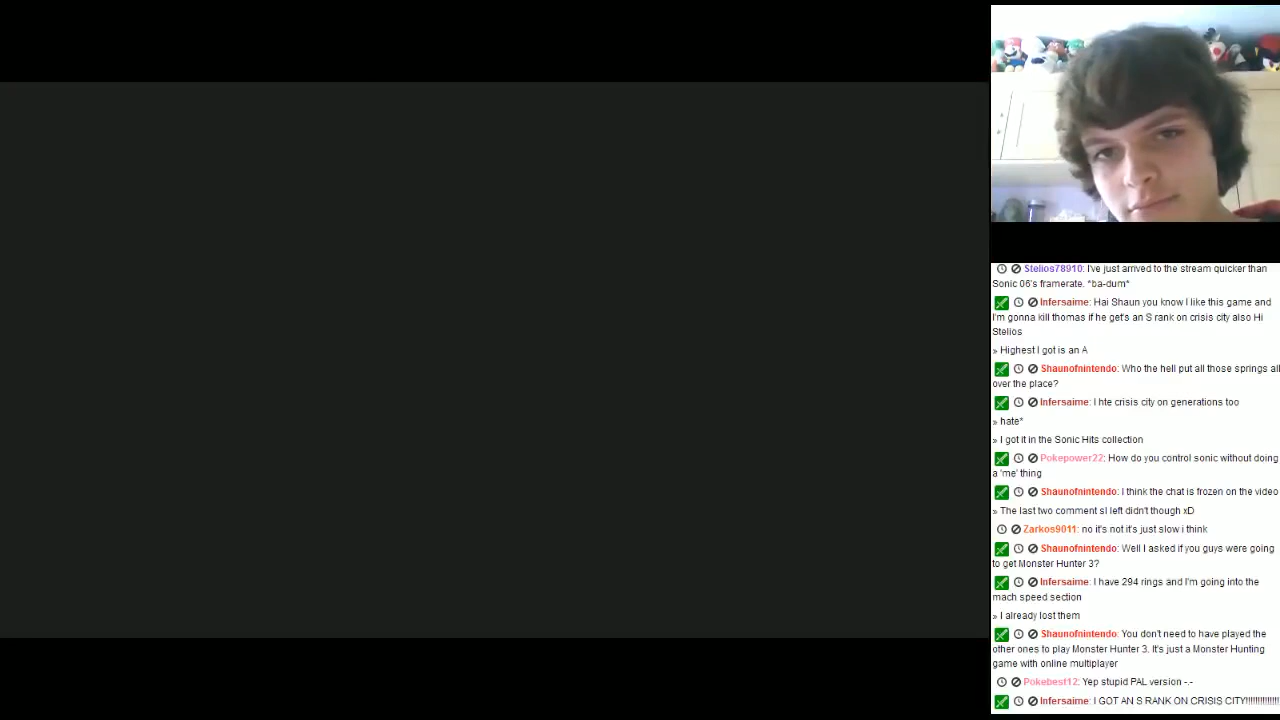 Stelios78910: I've just arrived to the stream quicker than
Sonic 06's framerate. *ba-dum*
Infersaime: Hai Shaun you know I like this game and
I'm gonna kill thomas if he get's an S rank on crisis city also Hi
Stelios
» Highest I got is an A
Shaunofnintendo: Who the hell put all those springs all
over the place?
Infersaime: I hte crisis city on generations too
» hate*
» I got it in the Sonic Hits collection
Pokepower22: How do you control sonic without doing
a 'me' thing
Shaunofnintendo: I think the chat is frozen on the video
» The last two comment sI left didn't though xD
Zarkos9011: no it's not it's just slow i think
Shaunofnintendo: Well I asked if you guys were going
to get Monster Hunter 3?
Infersaime: I have 294 rings and I'm going into the
mach speed section
» I already lost them
Shaunofnintendo: You don't need to have played the
other ones to play Monster Hunter 3. It's just a Monster Hunting
game with online multiplayer
Pokebest12: Yep stupid PAL version -.-
Infersaime: I GOT AN S RANK ON CRISIS CITY!!!!!!!!!!!!!!